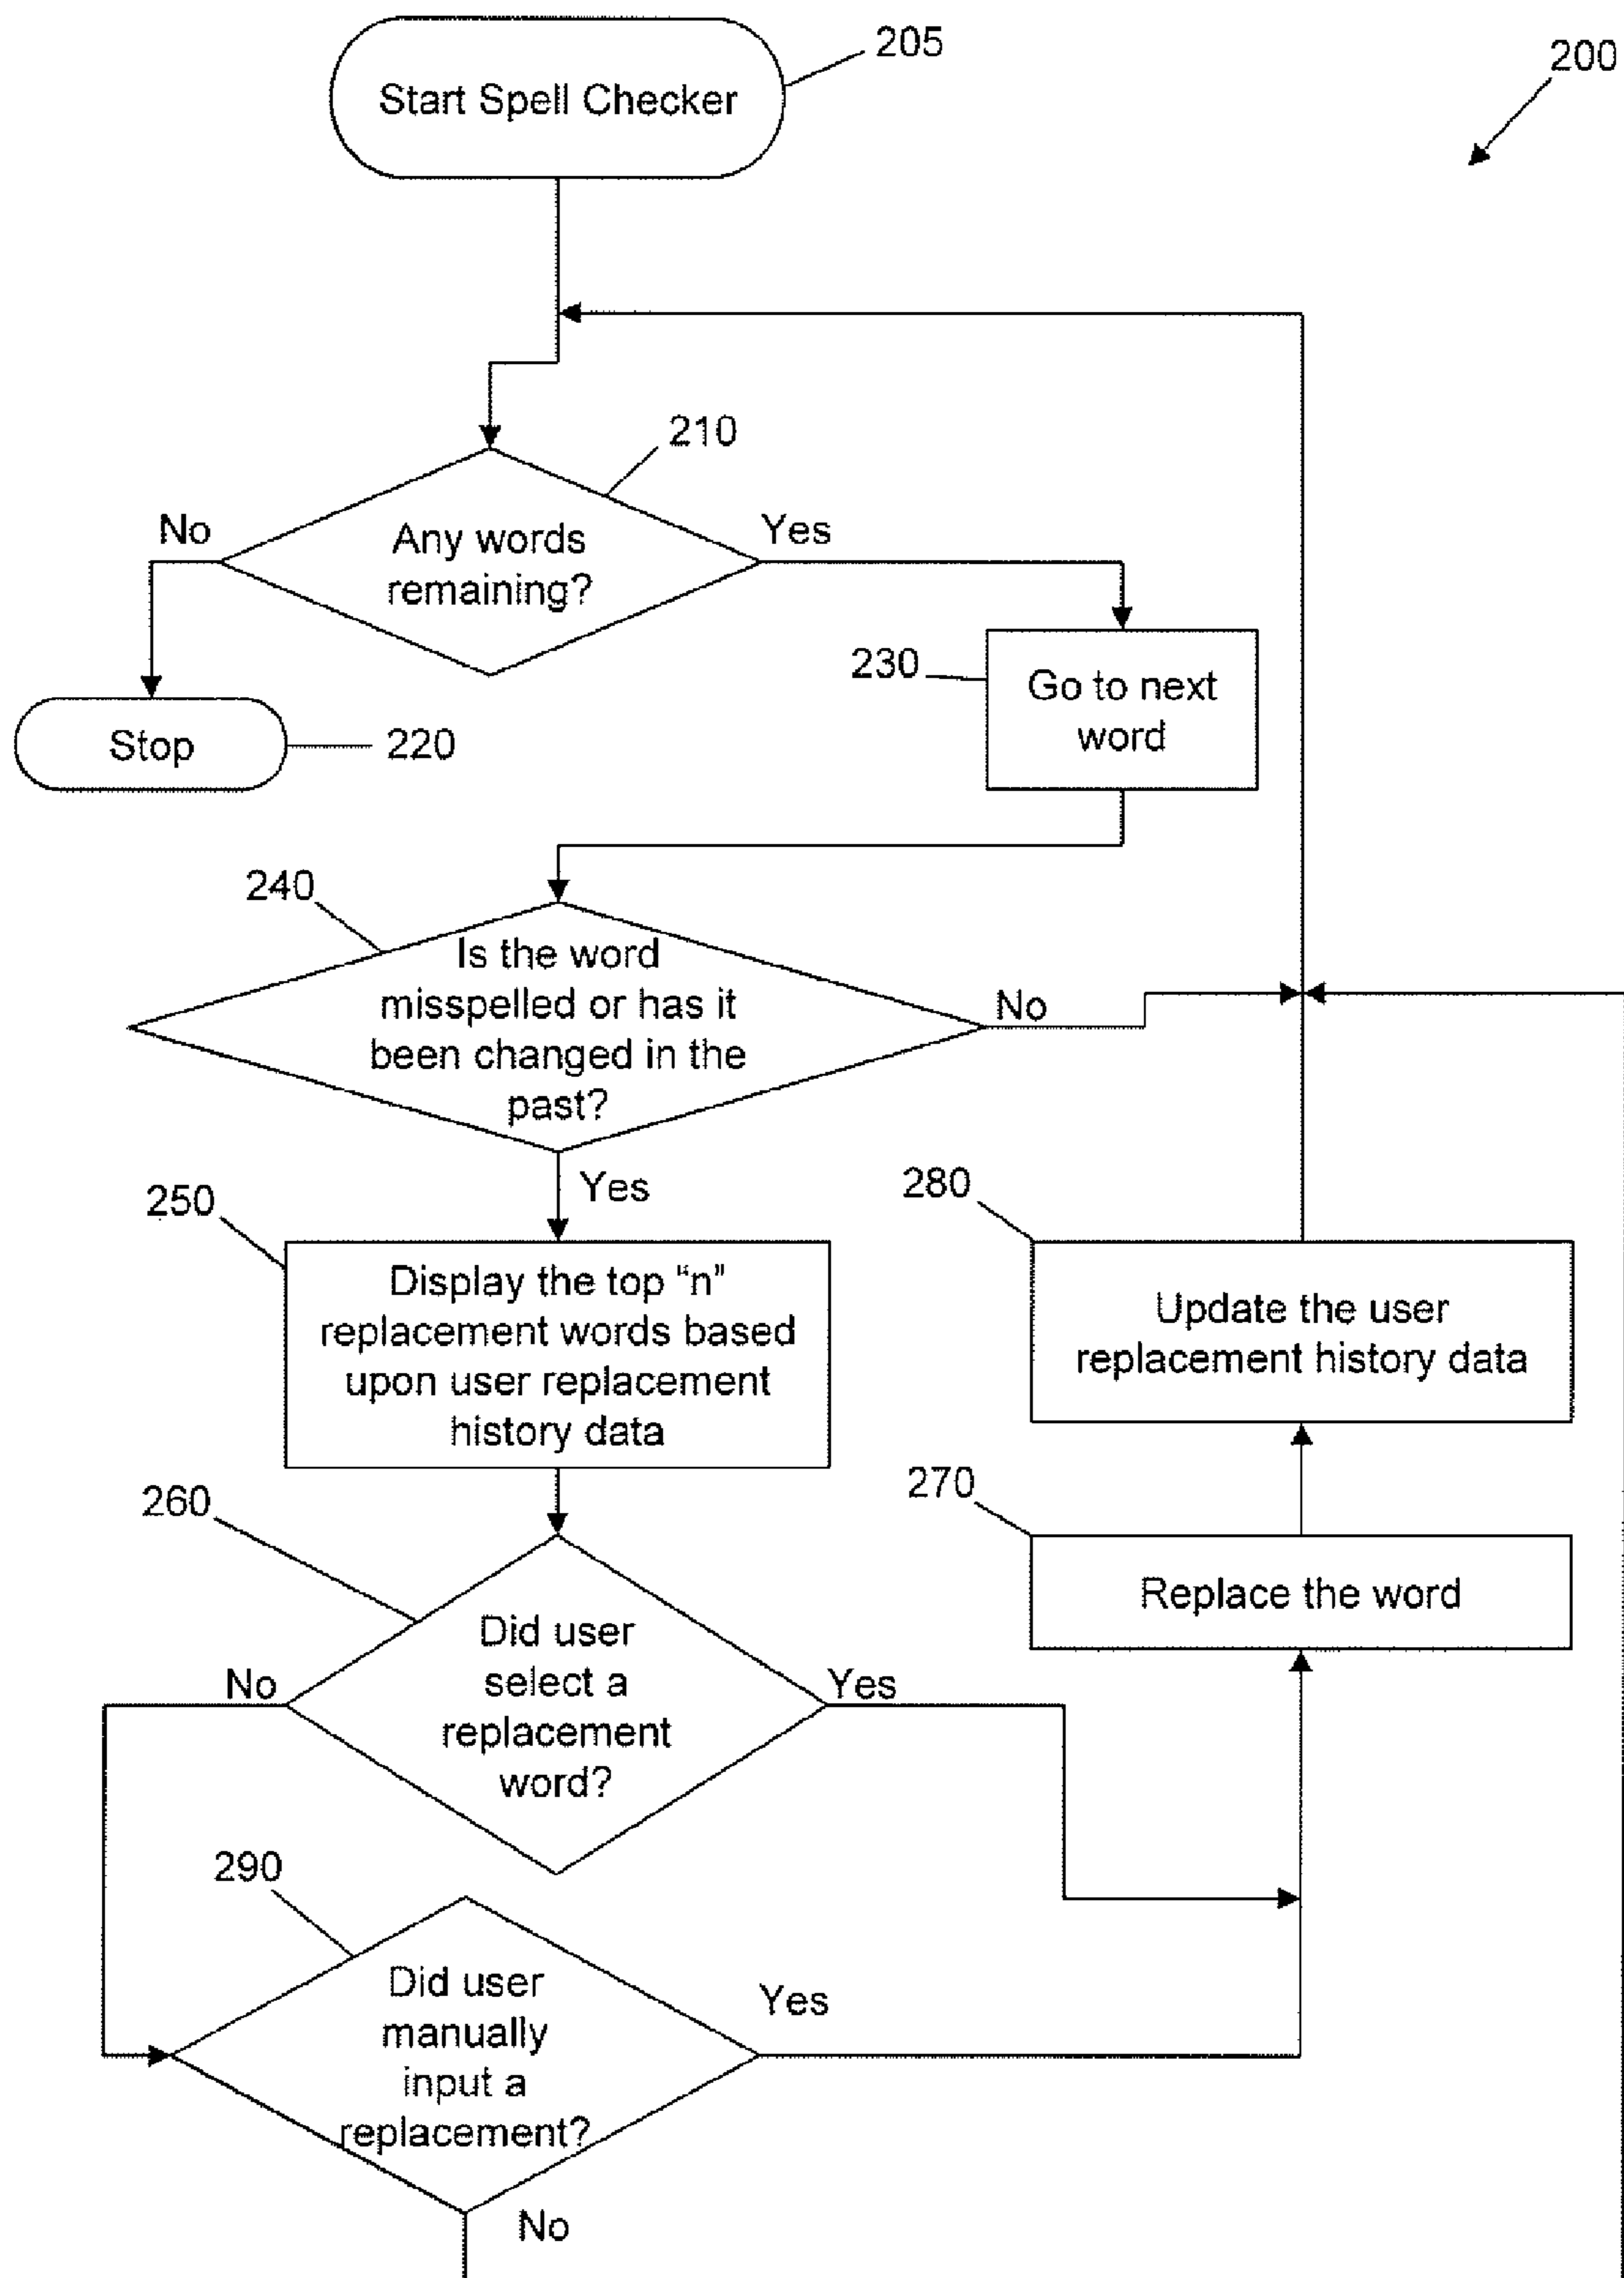 205
200
Start Spell Checker
210
No
Yes
Any words
remaining?
230
Go to next
word
Stop
220
240
Is the word
misspelled or has it
been changed in the
past?
No
Yes
250
280
Display the top “n”
replacement words based
upon user replacement
history data
Update the user
replacement history data
260
270
Replace the word
Did user
select a
replacement
word?
No
Yes
290
Did user
manually
input a
replacement?
Yes
No